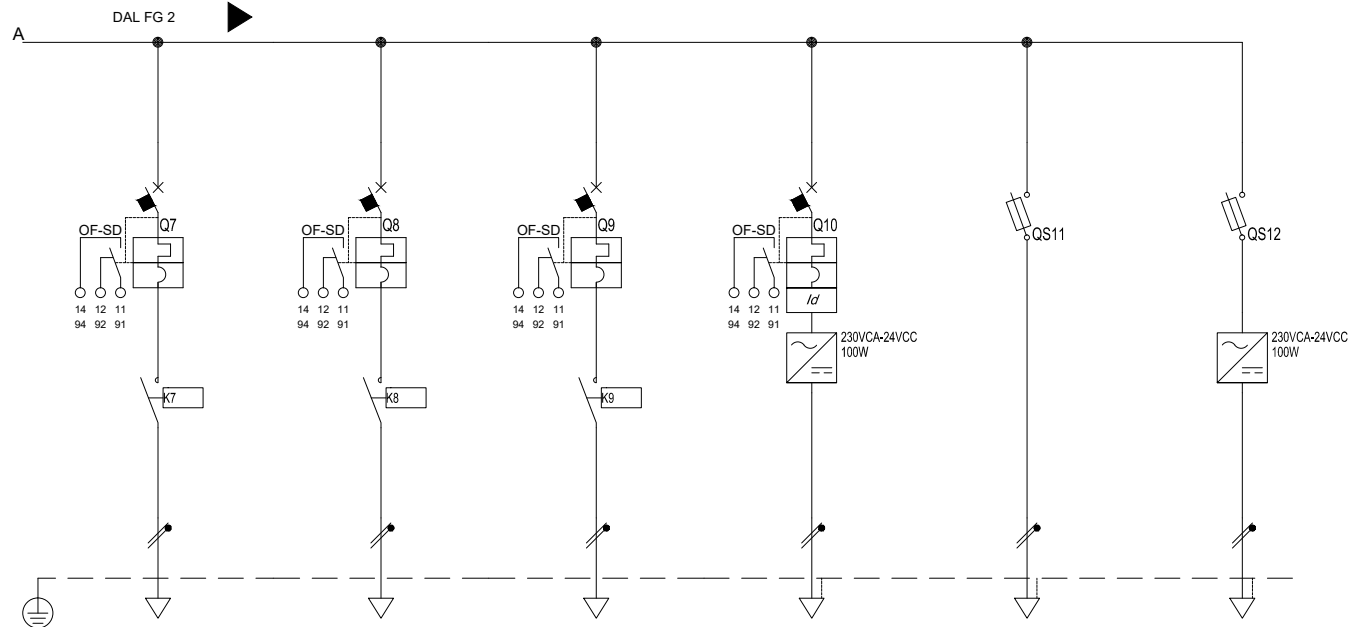 DAL FG 2
A
OF-SD
Q7
14 12 11
94 92 91
K7
OF-SD
Q8
14 12 11
94 92 91
K8
OF-SD
Q9
14 12 11
94 92 91
K9
OF-SD
Q10
Id
14 12 11
94 92 91
230VCA-24VCC
100W
QS11
QS12
230VCA-24VCC
100W